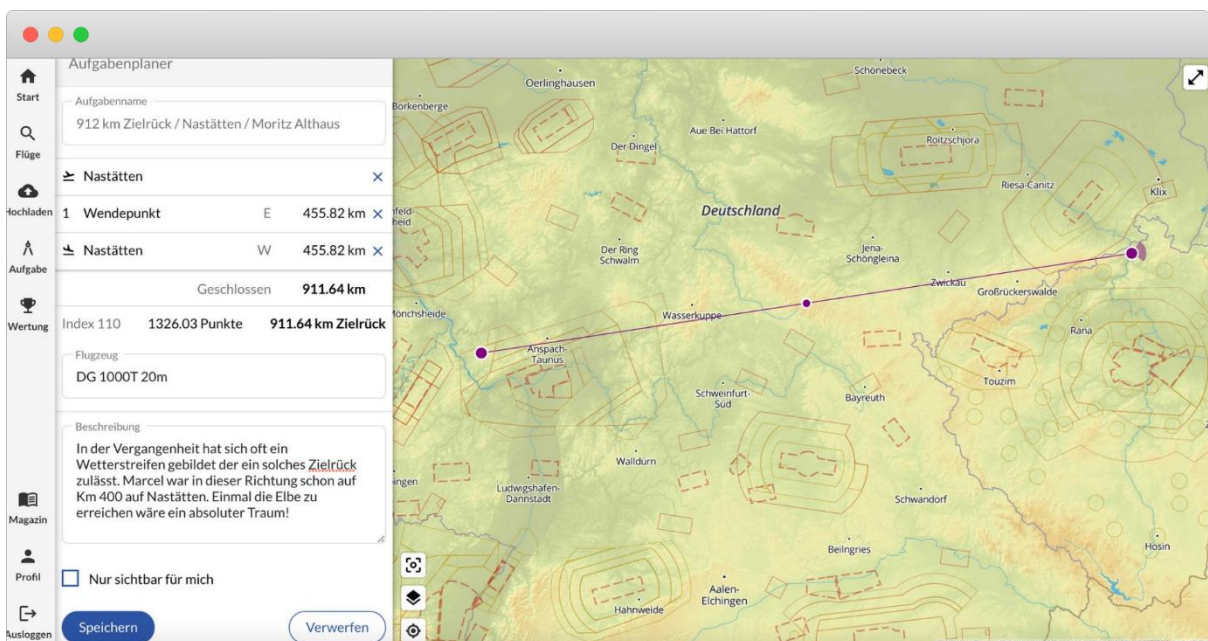 Start
Flüge
Hochladen
Aufgabe
Wertung
Magazin
Profil
Ausloggen
Aufgabenplaner
Aufgabenname
912 km Zielrück / Nastätten / Moritz Althaus
Nastätten
1 Wendepunkt E 455.82 km
Nastätten W 455.82 km
Geschlossen 911.64 km
Index 110 1326.03 Punkte 911.64 km Zielrück
Flugzeug
DG 1000T 20m
Beschreibung
In der Vergangenheit hat sich oft ein
Wetterstreifen gebildet der ein solches Zielrück
zulässt. Marcel war in dieser Richtung schon auf
Km 400 auf Nastätten. Einmal die Elbe zu
erreichen wäre ein absoluter Traum!
Nur sichtbar für mich
Speichern Verwerfen
Schönebeck
Oerlinghausen
Borkenberge
Aue Bei Hattorf
Der Dingel
Roitzschjora
Riesa-Canitz
Klix
Deutschland
Der Ring
Schwalm
Jena-
Schöngleina
Zwickau
Großrückerswalde
Wasserkuppe
Mönchsheide
Rana
Anspach-
Taunus
Touzim
Schweinfurt-
Süd
Bayreuth
Walldürn
Ludwigshafen-
Dannstadt
Schwandorf
Beilngries
Hosin
Aalen-
Elchingen
Hahnweide